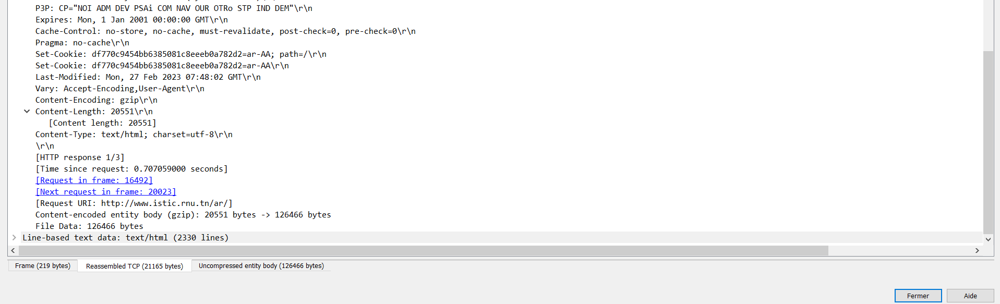 P3P: CP="NOI ADM DEV PSAi COM NAV OUR OTRo STP IND DEM"\r\n
Expires: Mon, 1 Jan 2001 00:00:00 GMT\r\n
Cache-Control: no-store, no-cache, must-revalidate, post-check=0, pre-check=0\r\n
Pragma: no-cache\r\n
Set-Cookie: df770c9454bb6385081c8eeeb0a782d2=ar-AA; path=/\r\n
Set-Cookie: df770c9454bb6385081c8eeeb0a782d2=ar-AA\r\n
Last-Modified: Mon, 27 Feb 2023 07:48:02 GMT\r\n
Vary: Accept-Encoding,User-Agent\r\n
Content-Encoding: gzip\r\n
Content-Length: 20551\r\n
[Content length: 20551]
Content-Type: text/html; charset=utf-8\r\n
\r\n
[HTTP response 1/3]
[Time since request: 0.707059000 seconds]
[Request in frame: 16492]
[Next request in frame: 20023]
[Request URI: http://www.istic.rnu.tn/ar/]
Content-encoded entity body (gzip): 20551 bytes -> 126466 bytes
File Data: 126466 bytes
Line-based text data: text/html (2330 lines)
Frame (219 bytes) Reassembled TCP (21165 bytes) Uncompressed entity body (126466 bytes)
Fermer Aide